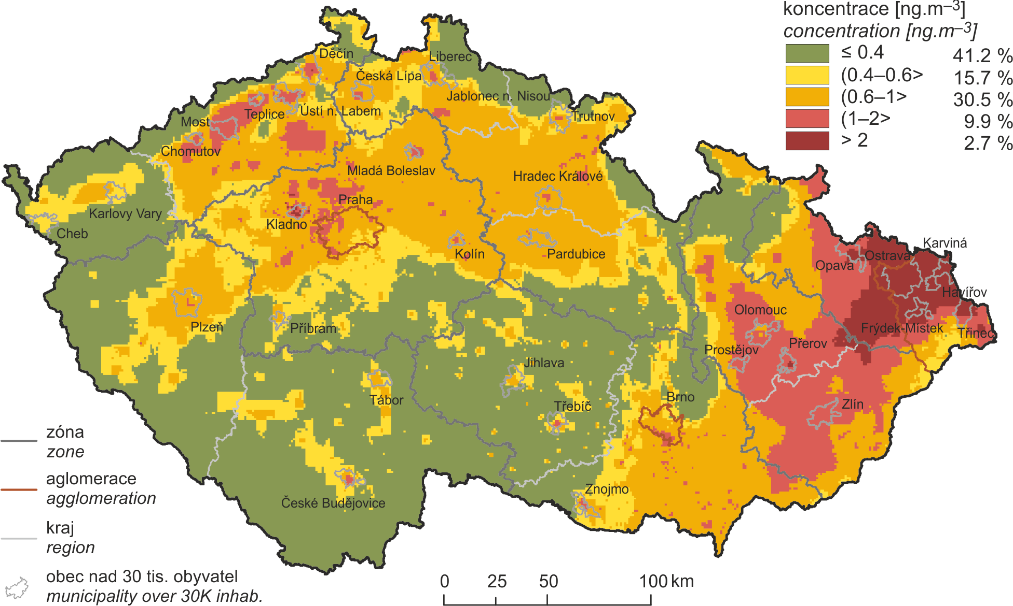 koncentrace [ng.m–3]
concentration [ng.m–3]
≤ 0.4 41.2 %
(0.4–0.6> 15.7 %
(0.6–1> 30.5 %
(1–2> 9.9 %
> 2 2.7 %
Děčín
Liberec
Česká Lípa
Jablonec n. Nisou
Teplice
Ústí n. Labem
Trutnov
Most
Chomutov
Mladá Boleslav
Hradec Králové
Karlovy Vary
Praha
Kladno
Cheb
Kolín
Pardubice
Karviná
Ostrava
Opava
Havířov
Olomouc
Plzeň
Příbram
Frýdek-Místek
Třinec
Přerov
Prostějov
Jihlava
Tábor
Třebíč
Brno
Zlín
Znojmo
České Budějovice
zóna
zone
aglomerace
agglomeration
kraj
region
obec nad 30 tis. obyvatel
municipality over 30K inhab.
0 25 50 100 km